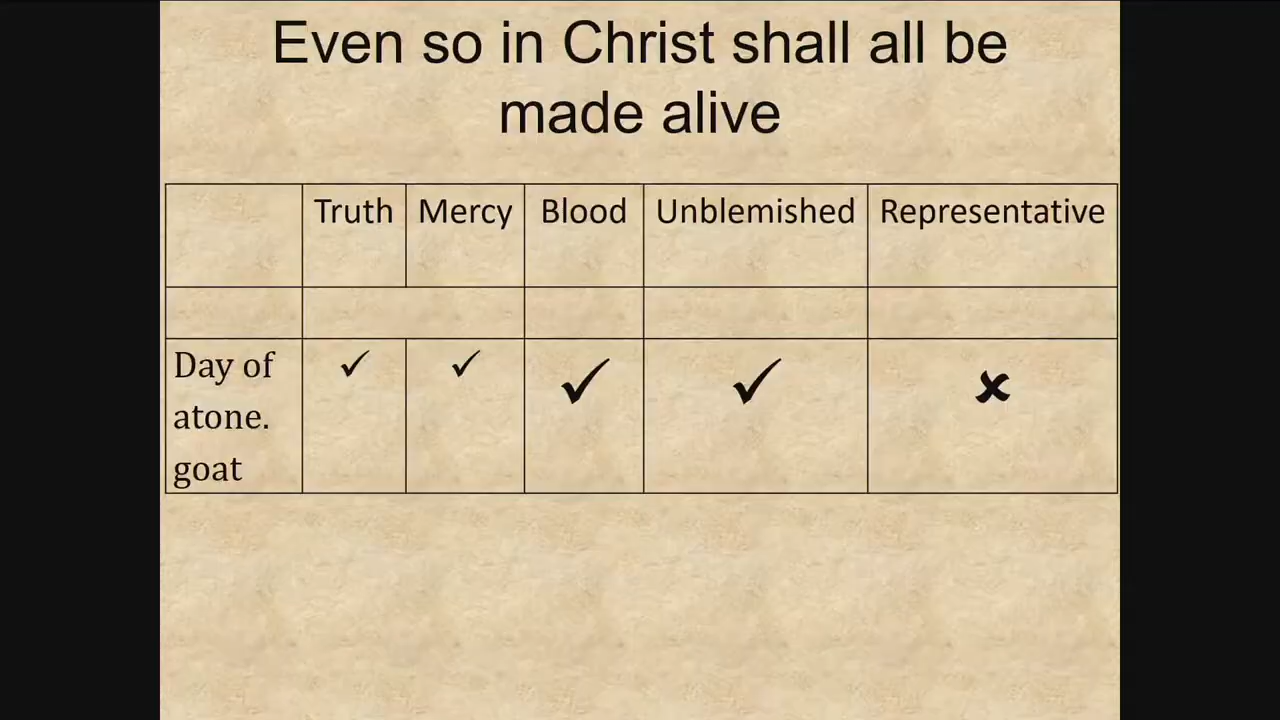 Even so in Christ shall all be
made alive
Truth Mercy Blood Unblemished Representative
Day of ✓ ✓ ✓ ✓ ✘
atone.
goat